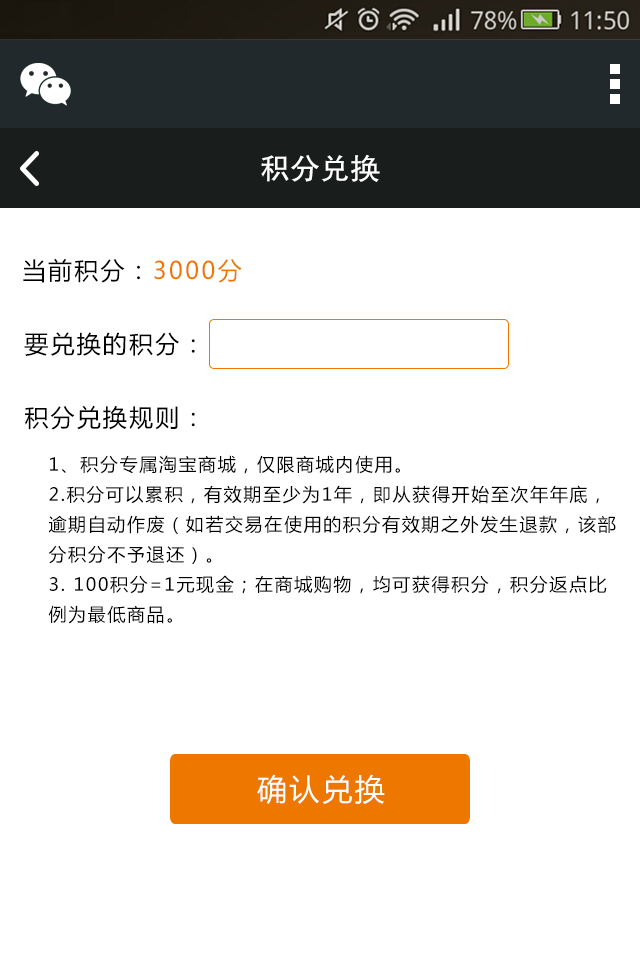 78% 11:50
积分兑换
当前积分：3000分
要兑换的积分：
积分兑换规则：
1、积分专属淘宝商城，仅限商城内使用。
2.积分可以累积，有效期至少为1年，即从获得开始至次年年底，
逾期自动作废（如若交易在使用的积分有效期之外发生退款，该部
分积分不予退还）。
3. 100积分=1元现金；在商城购物，均可获得积分，积分返点比
例为最低商品。
确认兑换